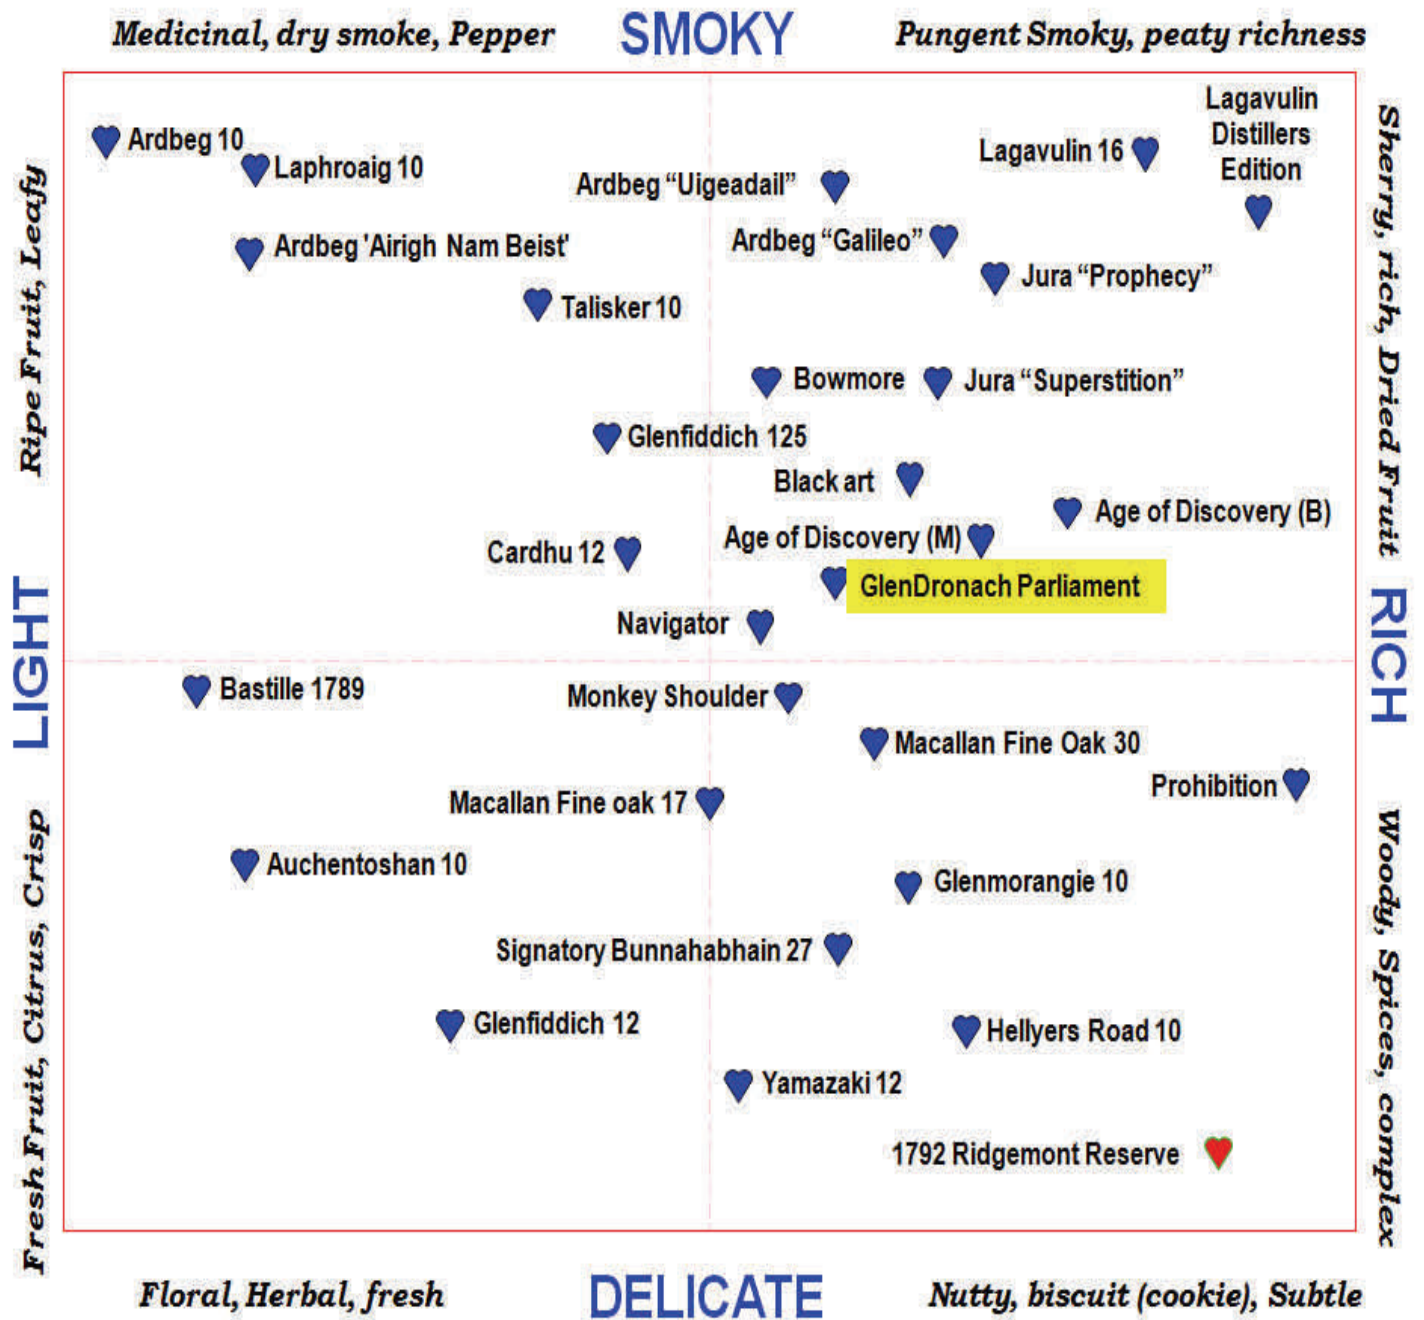 Medicinal, dry smoke, Pepper
SMOKY
Pungent Smoky, peaty richness
Lagavulin
Distillers
Edition
Ardbeg 10
Lagavulin 16
Laphroaig 10
Ardbeg “Uigeadail”
Ardbeg “Galileo”
Ardbeg 'Airigh Nam Beist'
Jura “Prophecy”
Talisker 10
Bowmore
Jura “Superstition”
Glenfiddich 125
Black art
Age of Discovery (B)
Age of Discovery (M)
Cardhu 12
GlenDronach Parliament
Navigator
Ripe Fruit, Leafy
LIGHT
Fresh Fruit, Citrus, Crisp
Sherry, rich, Dried Fruit
RICH
Woody, Spices, complex
Bastille 1789
Monkey Shoulder
Macallan Fine Oak 30
Prohibition
Macallan Fine oak 17
Auchentoshan 10
Glenmorangie 10
Signatory Bunnahabhain 27
Glenfiddich 12
Hellyers Road 10
Yamazaki 12
1792 Ridgemont Reserve
Floral, Herbal, fresh
DELICATE
Nutty, biscuit (cookie), Subtle